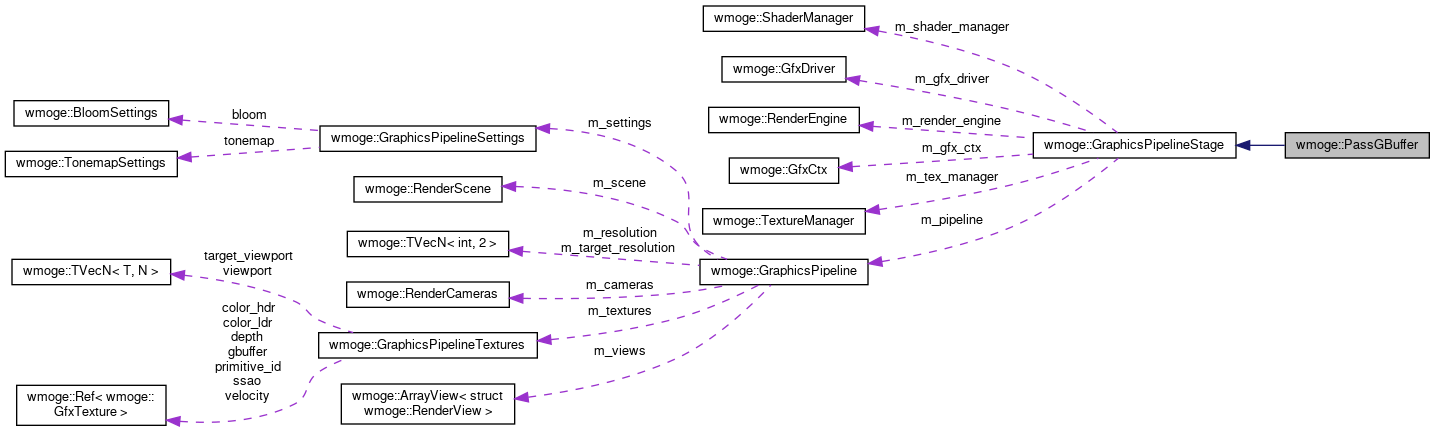 wmoge::ShaderManager
m_shader_manager
wmoge::GfxDriver
m_gfx_driver
wmoge::BloomSettings
bloom
wmoge::GraphicsPipelineSettings
m_settings
wmoge::RenderEngine
m_render_engine
wmoge::GraphicsPipelineStage
wmoge::PassGBuffer
tonemap
wmoge::TonemapSettings
m_gfx_ctx
wmoge::GfxCtx
wmoge::RenderScene
m_scene
m_tex_manager
wmoge::TextureManager
m_pipeline
wmoge::TVecN< int, 2 >
m_resolution
m_target_resolution
wmoge::TVecN< T, N >
target_viewport
viewport
wmoge::GraphicsPipeline
wmoge::RenderCameras
m_cameras
m_textures
wmoge::GraphicsPipelineTextures
color_hdr
color_ldr
depth
gbuffer
primitive_id
ssao
velocity
m_views
wmoge::Ref< wmoge::
GfxTexture >
wmoge::ArrayView< struct
wmoge::RenderView >